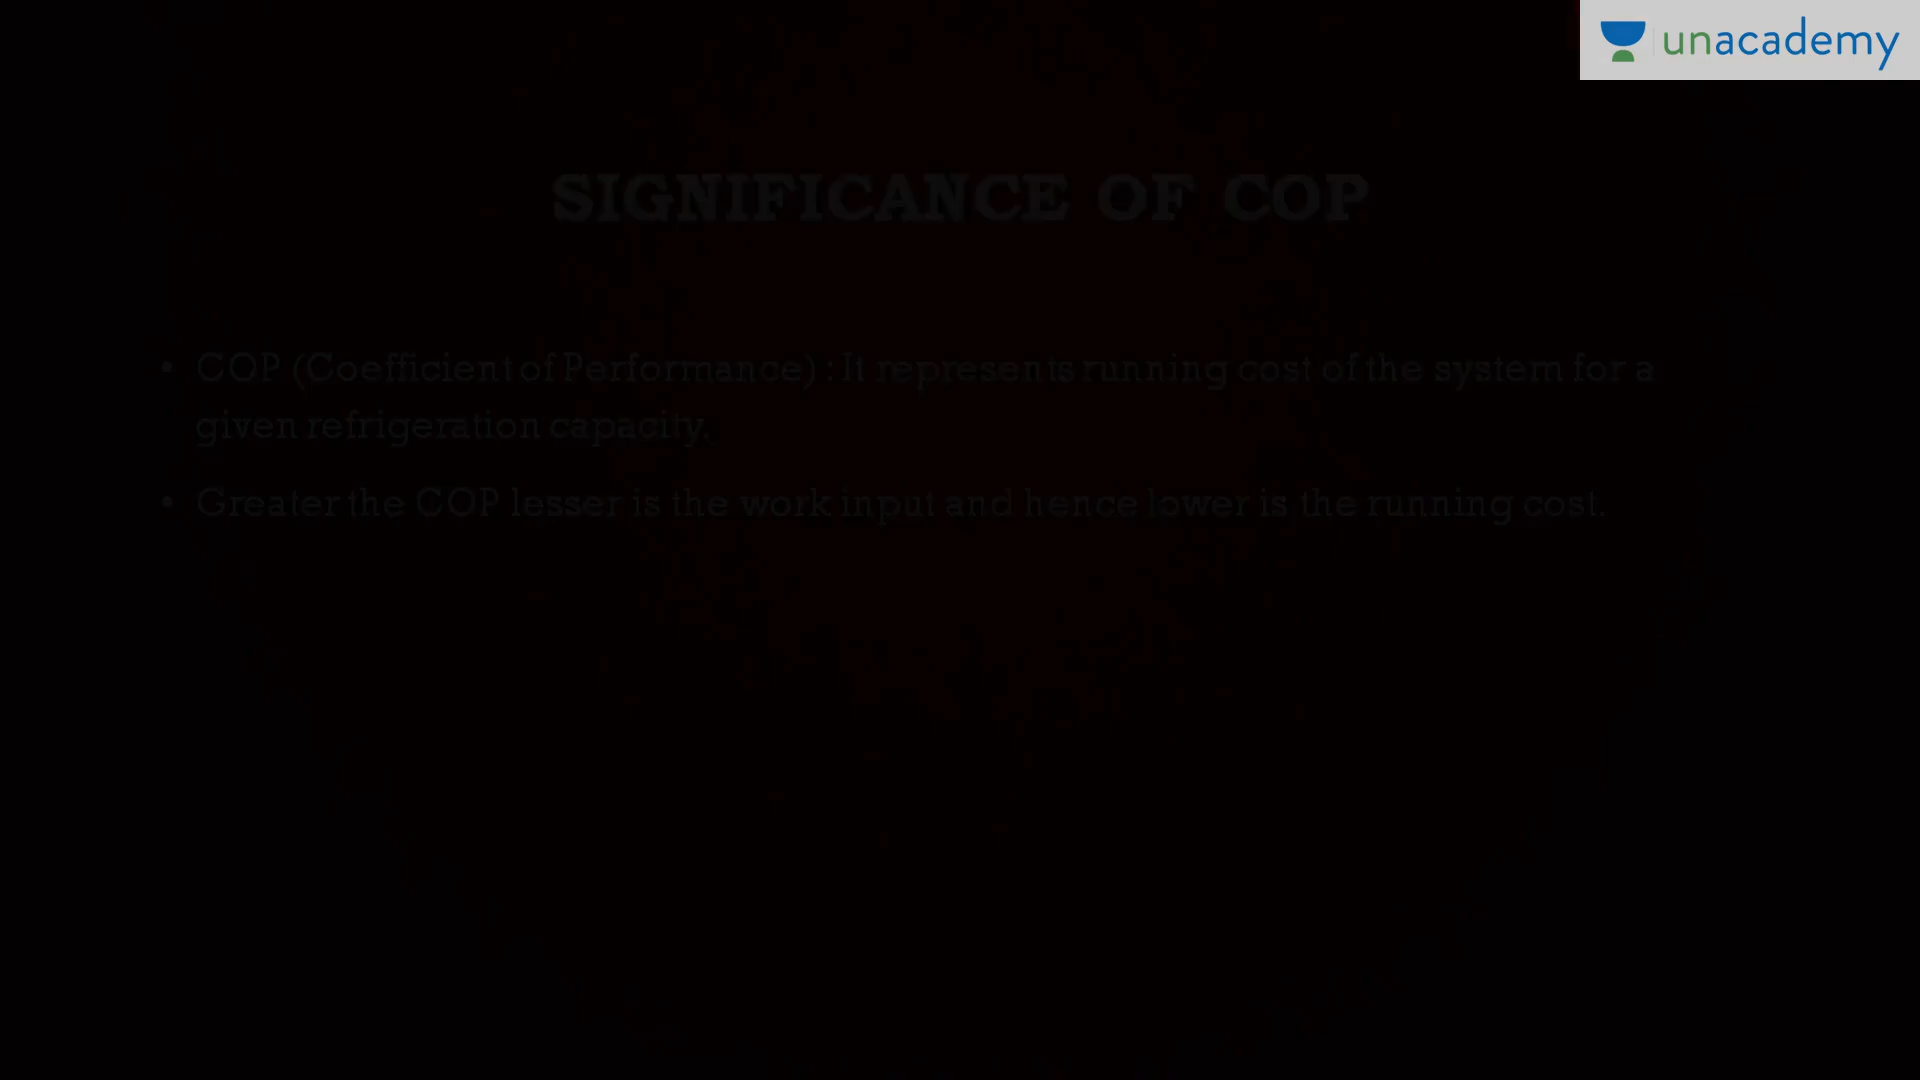 unacademy
SIGNIFICANCE OF COP
• COP (Coefficient of Performance) : It represents running cost of the system for a
given refrigeration capacity.
• Greater the COP lesser is the work input and hence lower is the running cost.